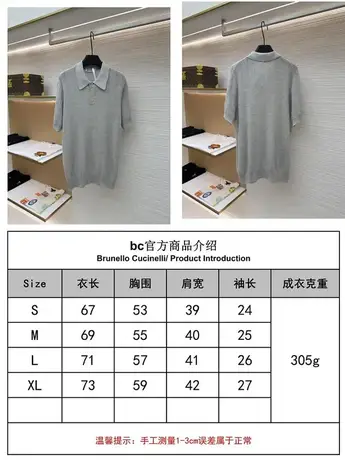 bc官方商品介绍
Brunello Cucinelli/ Product Introduction
Size 衣长 胸围 肩宽 袖长 成衣克重
S 67 53 39 24
M 69 55 40 25
L 71 57 41 26
XL 73 59 42 27
305g
温馨提示：手工测量1-3cm误差属于正常